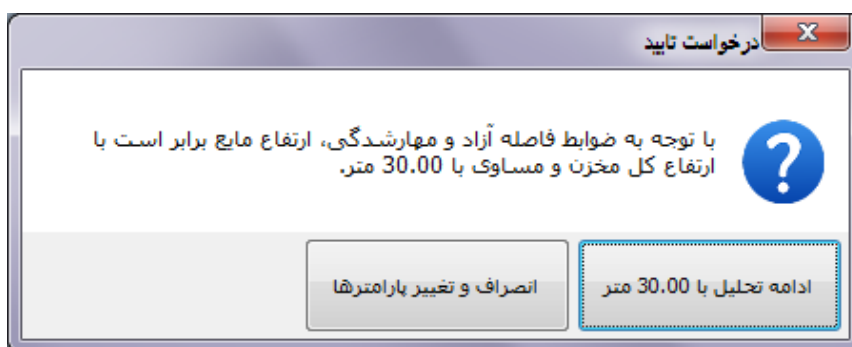 درخواست تایید
با توجه به ضوابط فاصله آزاد و مهارشدگی، ارتفاع مایع برابر است با
ارتفاع کل مخزن و مساوی با 30.00 متر.
ادامه تحلیل با 30.00 متر
انصراف و تغییر پارامترها